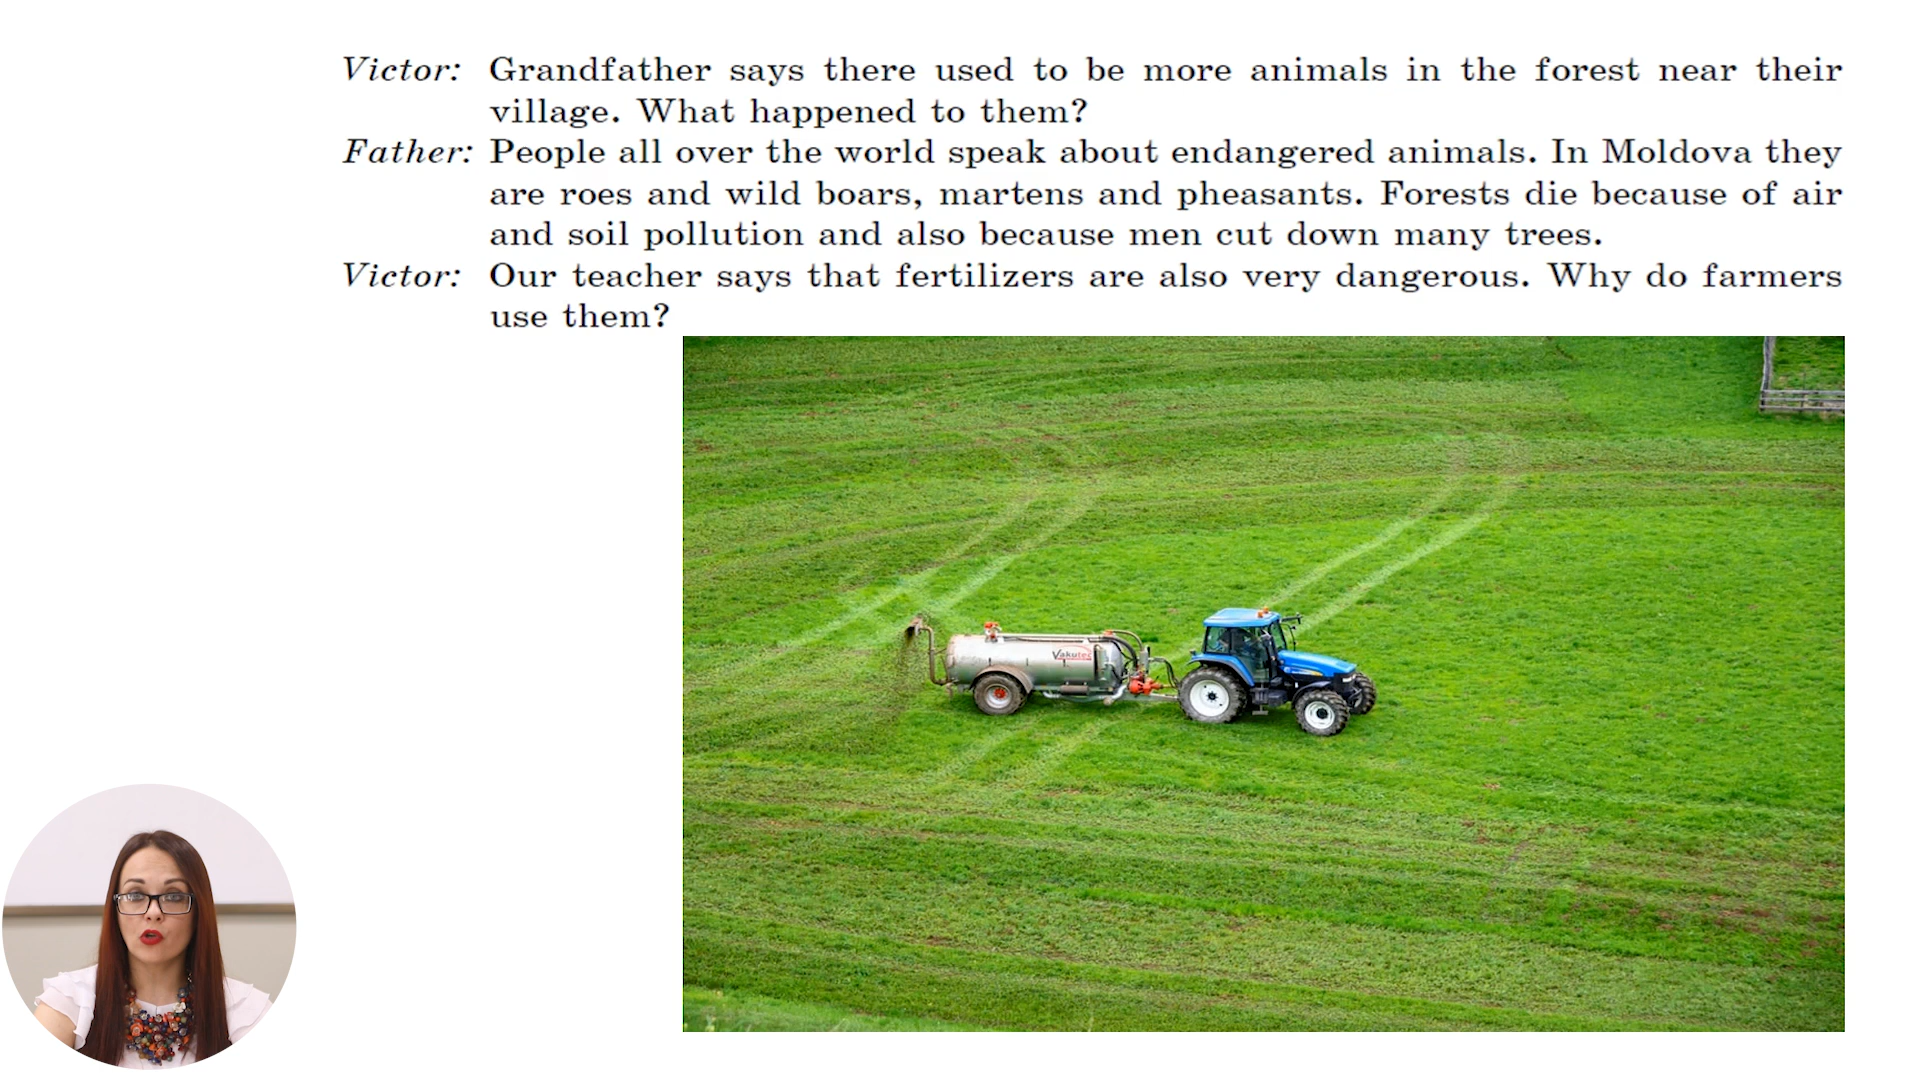 Victor: Grandfather says there used to be more animals in the forest near their
village. What happened to them?
Father: People all over the world speak about endangered animals. In Moldova they
are roes and wild boars, martens and pheasants. Forests die because of air
and soil pollution and also because men cut down many trees.
Victor: Our teacher says that fertilizers are also very dangerous. Why do farmers
use them?
Vakutec